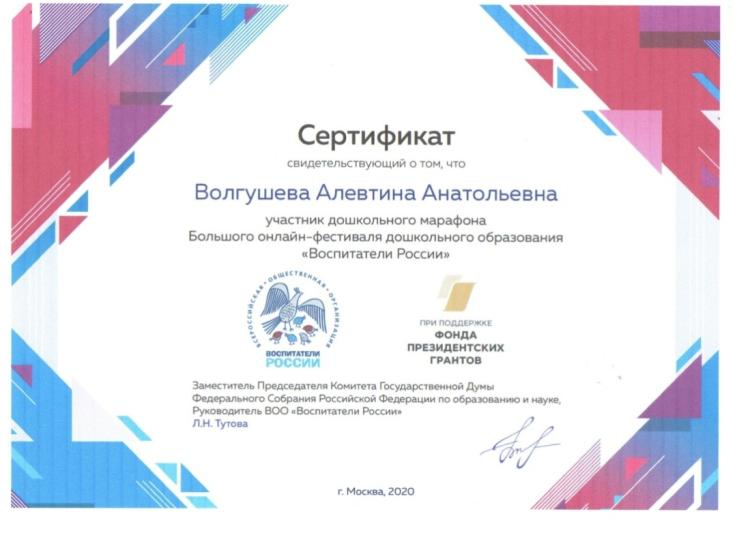 Сертификат
свидетельствующий о том, что
Волгушева Алевтина Анатольевна
участник дошкольного марафона
Большого онлайн-фестиваля дошкольного образования
«Воспитатели России»
ВСЕРОССИЙСКАЯ • ОБЩЕСТВЕННАЯ • ОРГАНИЗАЦИЯ
ВОСПИТАТЕЛИ
РОССИИ
ПРИ ПОДДЕРЖКЕ
ФОНДА
ПРЕЗИДЕНТСКИХ
ГРАНТОВ
Заместитель Председателя Комитета Государственной Думы
Федерального Собрания Российской Федерации по образованию и науке,
Руководитель ВОО «Воспитатели России»
Л.Н. Тутова
г. Москва, 2020